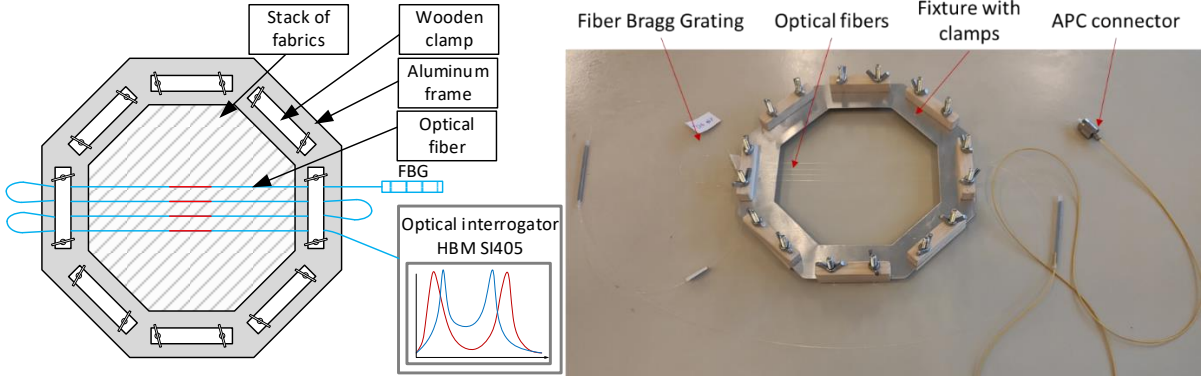 Stack of
fabrics
Wooden
clamp
Aluminum
frame
Optical
fiber
FBG
Optical interrogator
HBM SI405
Fiber Bragg Grating
Optical fibers
Fixture with
clamps
APC connector